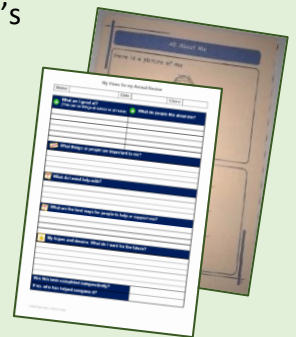 's
All About Me
Here is a picture of me
My Views for my Annual Review
Name
Date
Class
What am I good at?
What do people like about me?
What things or people are important to me?
What do I need help with?
What are the best ways for people to help or support me?
My hopes and dreams. What do I want for the future?
Has this been completed independently?
If no, who has helped complete it?